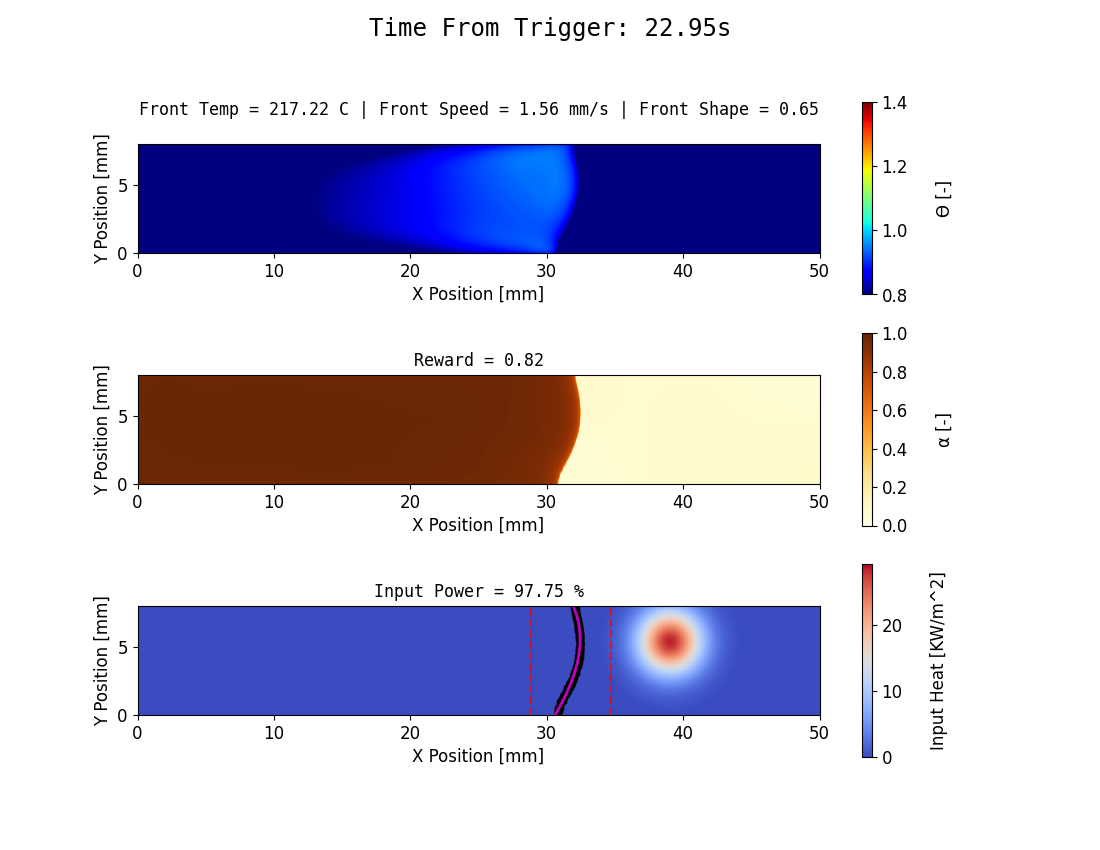 Time From Trigger: 22.95s
Front Temp = 217.22 C | Front Speed = 1.56 mm/s | Front Shape = 0.65
Y Position [mm]
5
0
0 10 20 30 40 50
X Position [mm]
1.4
1.2
1.0
0.8
Θ [-]
Reward = 0.82
Y Position [mm]
5
0
0 10 20 30 40 50
X Position [mm]
1.0
0.8
0.6
0.4
0.2
0.0
α [-]
Input Power = 97.75 %
Y Position [mm]
5
0
0 10 20 30 40 50
X Position [mm]
20
10
0
Input Heat [KW/m^2]